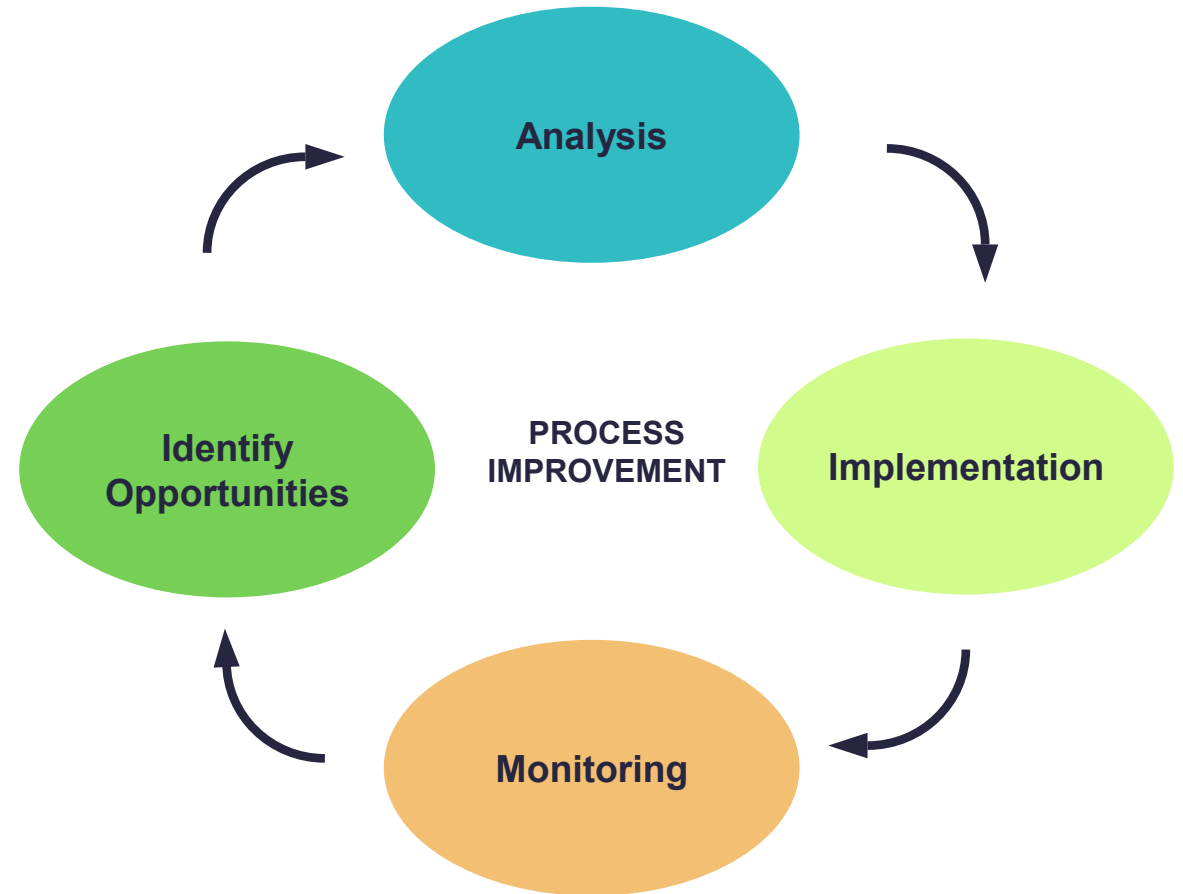 Analysis
Identify
Opportunities
PROCESS
IMPROVEMENT
Implementation
Monitoring